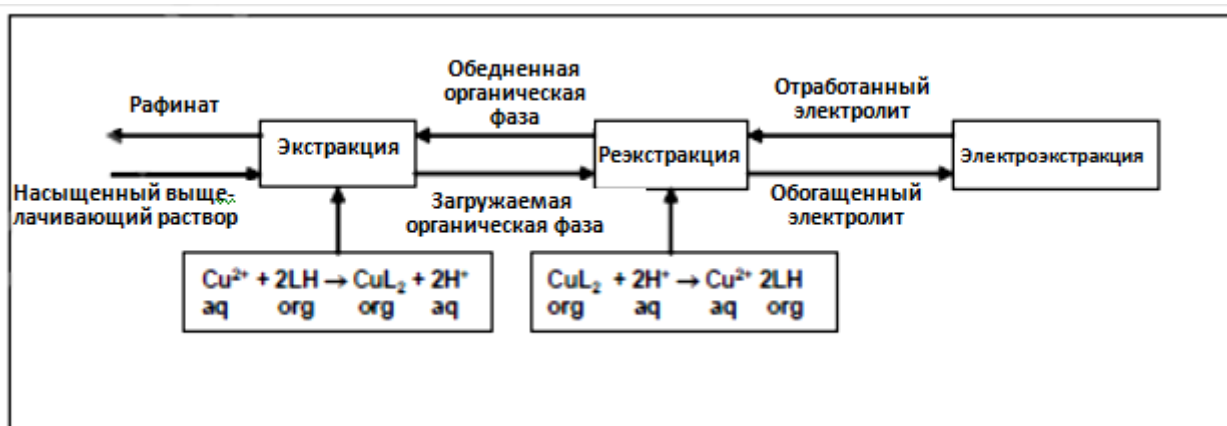 Обедненная
органическая
фаза
Отработанный
электролит
Рафинат
Экстракция
Реэкстракция
Электроэкстракция
Насыщенный выще-
лачивающий раствор
Загружаемая
органическая фаза
Обогащенный
электролит
Cu²⁺ + 2LH → CuL₂ + 2H⁺
aq org org aq
CuL₂ + 2H⁺ → Cu²⁺ 2LH
org aq aq org